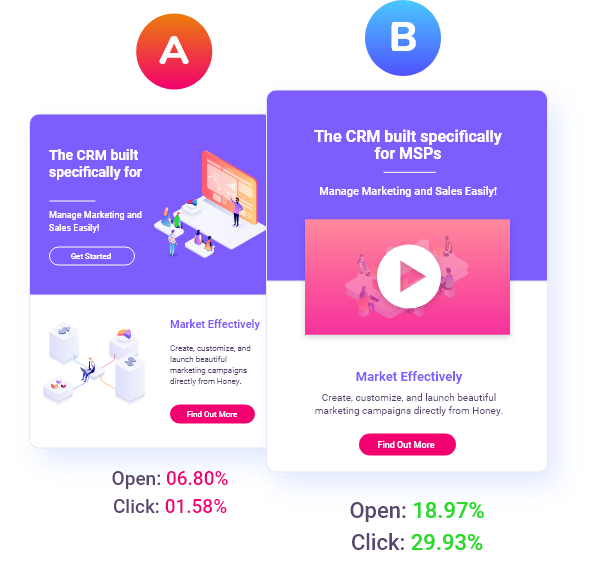 A
B
The CRM built
specifically for
Manage Marketing and
Sales Easily!
Get Started
Market Effectively
Create, customize, and
launch beautiful
marketing campaigns
directly from Honey.
Find Out More
Open: 06.80%
Click: 01.58%
The CRM built specifically
for MSPs
Manage Marketing and Sales Easily!
Market Effectively
Create, customize, and launch beautiful
marketing campaigns directly from Honey.
Find Out More
Open: 18.97%
Click: 29.93%